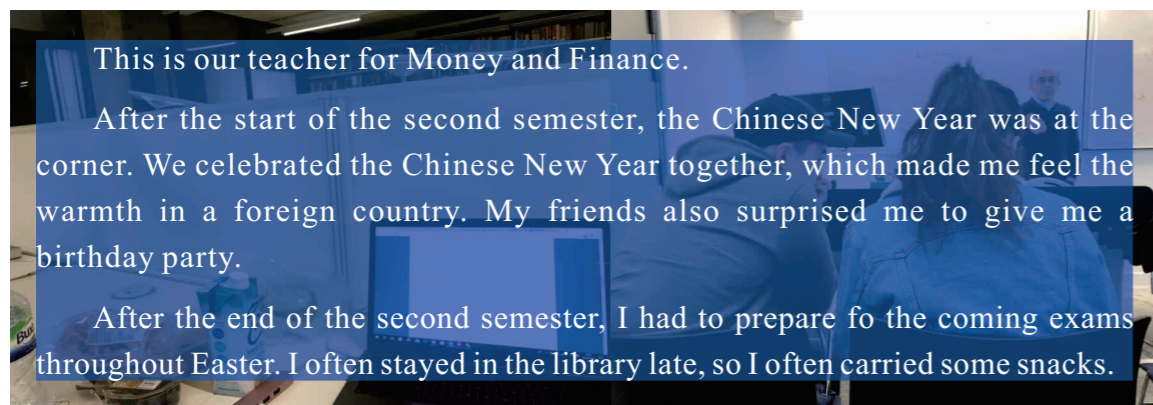 This is our teacher for Money and Finance.
After the start of the second semester, the Chinese New Year was at the
corner. We celebrated the Chinese New Year together, which made me feel the
warmth in a foreign country. My friends also surprised me to give me a
birthday party.
After the end of the second semester, I had to prepare fo the coming exams
throughout Easter. I often stayed in the library late, so I often carried some snacks.